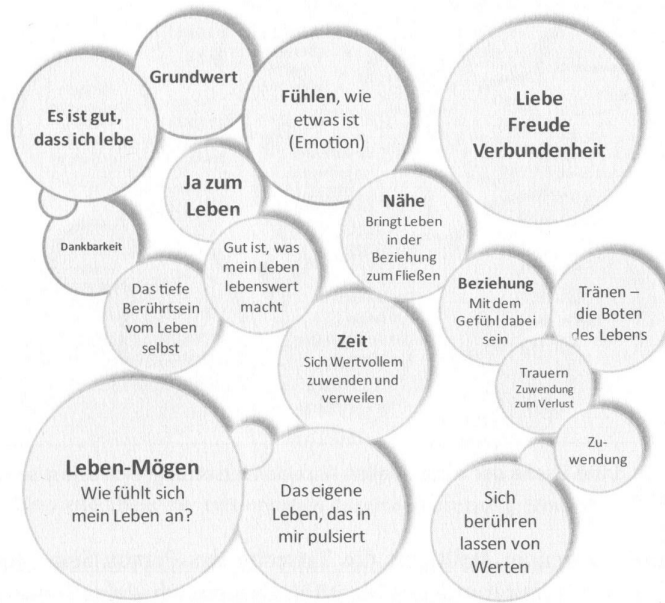 Grundwert
Es ist gut,
dass ich lebe
Fühlen, wie
etwas ist
(Emotion)
Liebe
Freude
Verbundenheit
Ja zum
Leben
Nähe
Bringt Leben
in der
Beziehung
zum Fließen
Dankbarkeit
Gut ist, was
mein Leben
lebenswert
macht
Das tiefe
Berührtsein
vom Leben
selbst
Beziehung
Mit dem
Gefühl dabei
sein
Tränen –
die Boten
des Lebens
Zeit
Sich Wertvollem
zuwenden und
verweilen
Trauern
Zuwendung
zum Verlust
Zu-
wendung
Leben-Mögen
Wie fühlt sich
mein Leben an?
Das eigene
Leben, das in
mir pulsiert
Sich
berühren
lassen von
Werten